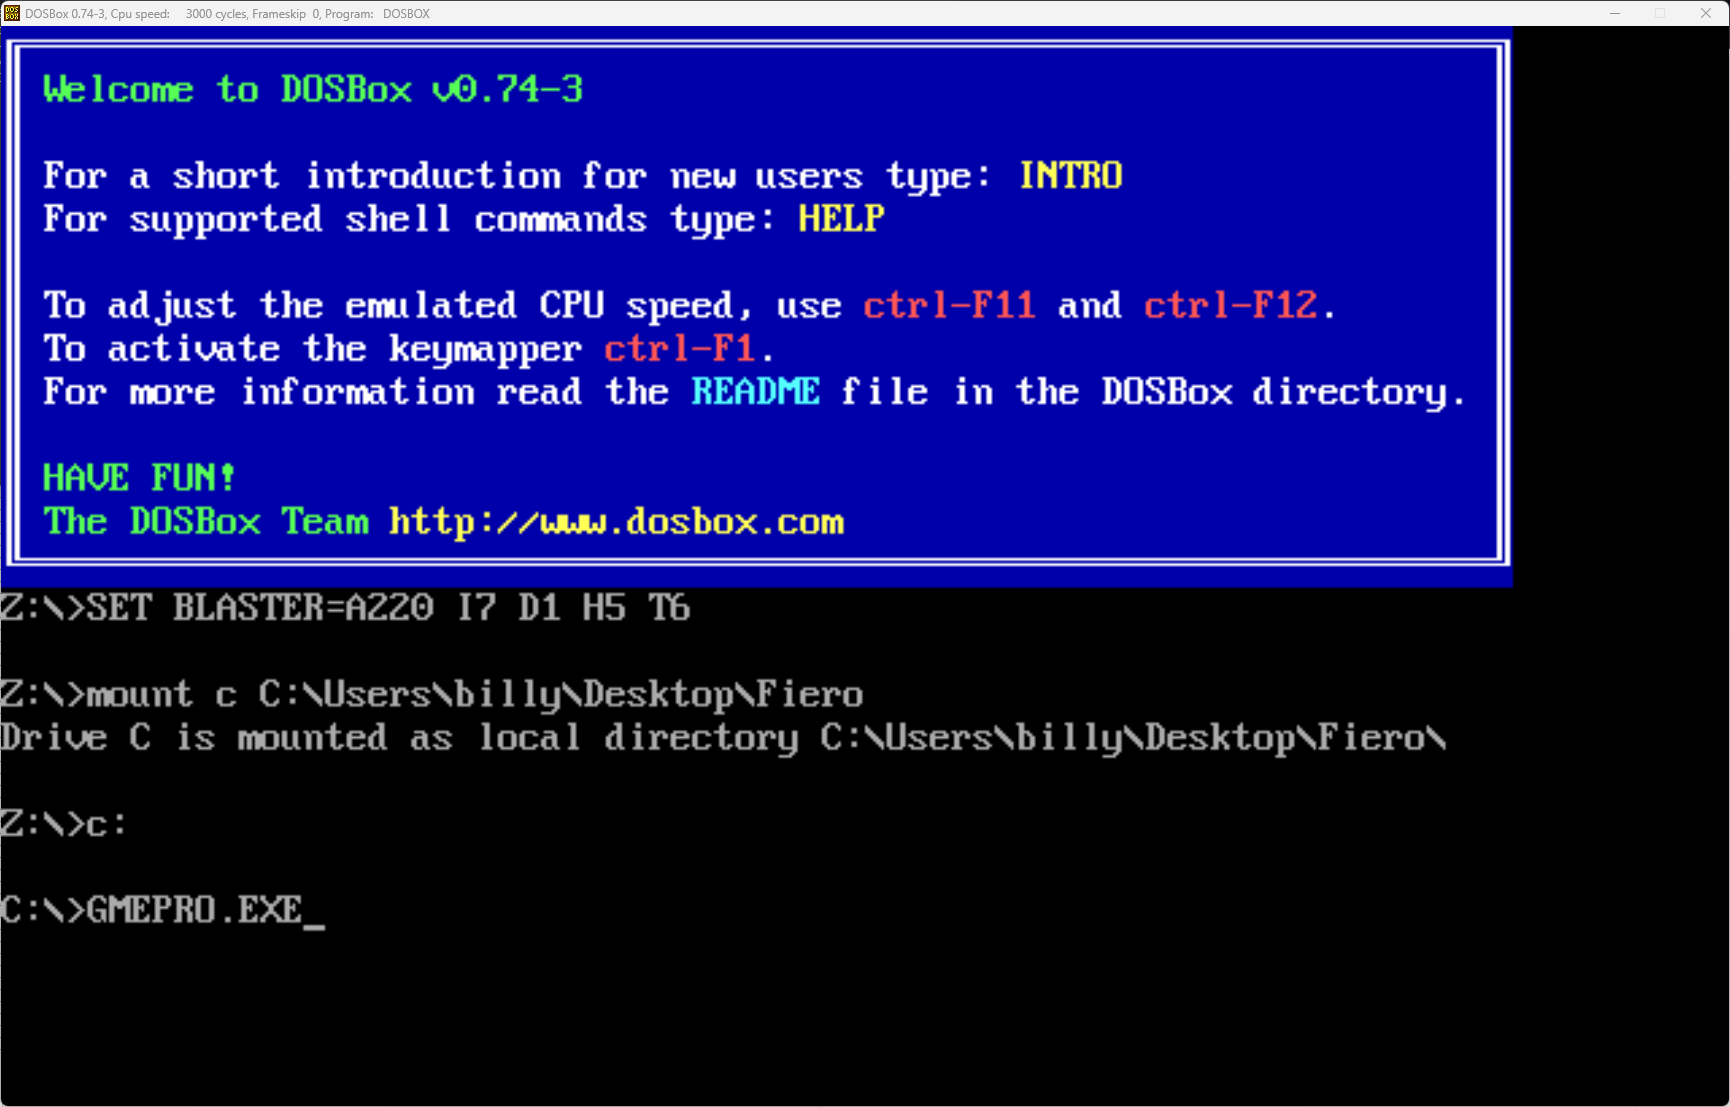 DOSBox 0.74-3, Cpu speed:    3000 cycles, Frameskip  0, Program:   DOSBOX
Welcome to DOSBox v0.74-3
For a short introduction for new users type: INTRO
For supported shell commands type: HELP
To adjust the emulated CPU speed, use ctrl-F11 and ctrl-F12.
To activate the keymapper ctrl-F1.
For more information read the README file in the DOSBox directory.
HAVE FUN!
The DOSBox Team http://www.dosbox.com
Z:\>SET BLASTER=A220 I7 D1 H5 T6
Z:\>mount c C:\Users\billy\Desktop\Fiero
Drive C is mounted as local directory C:\Users\billy\Desktop\Fiero\
Z:\>c:
C:\>GMEPRO.EXE_